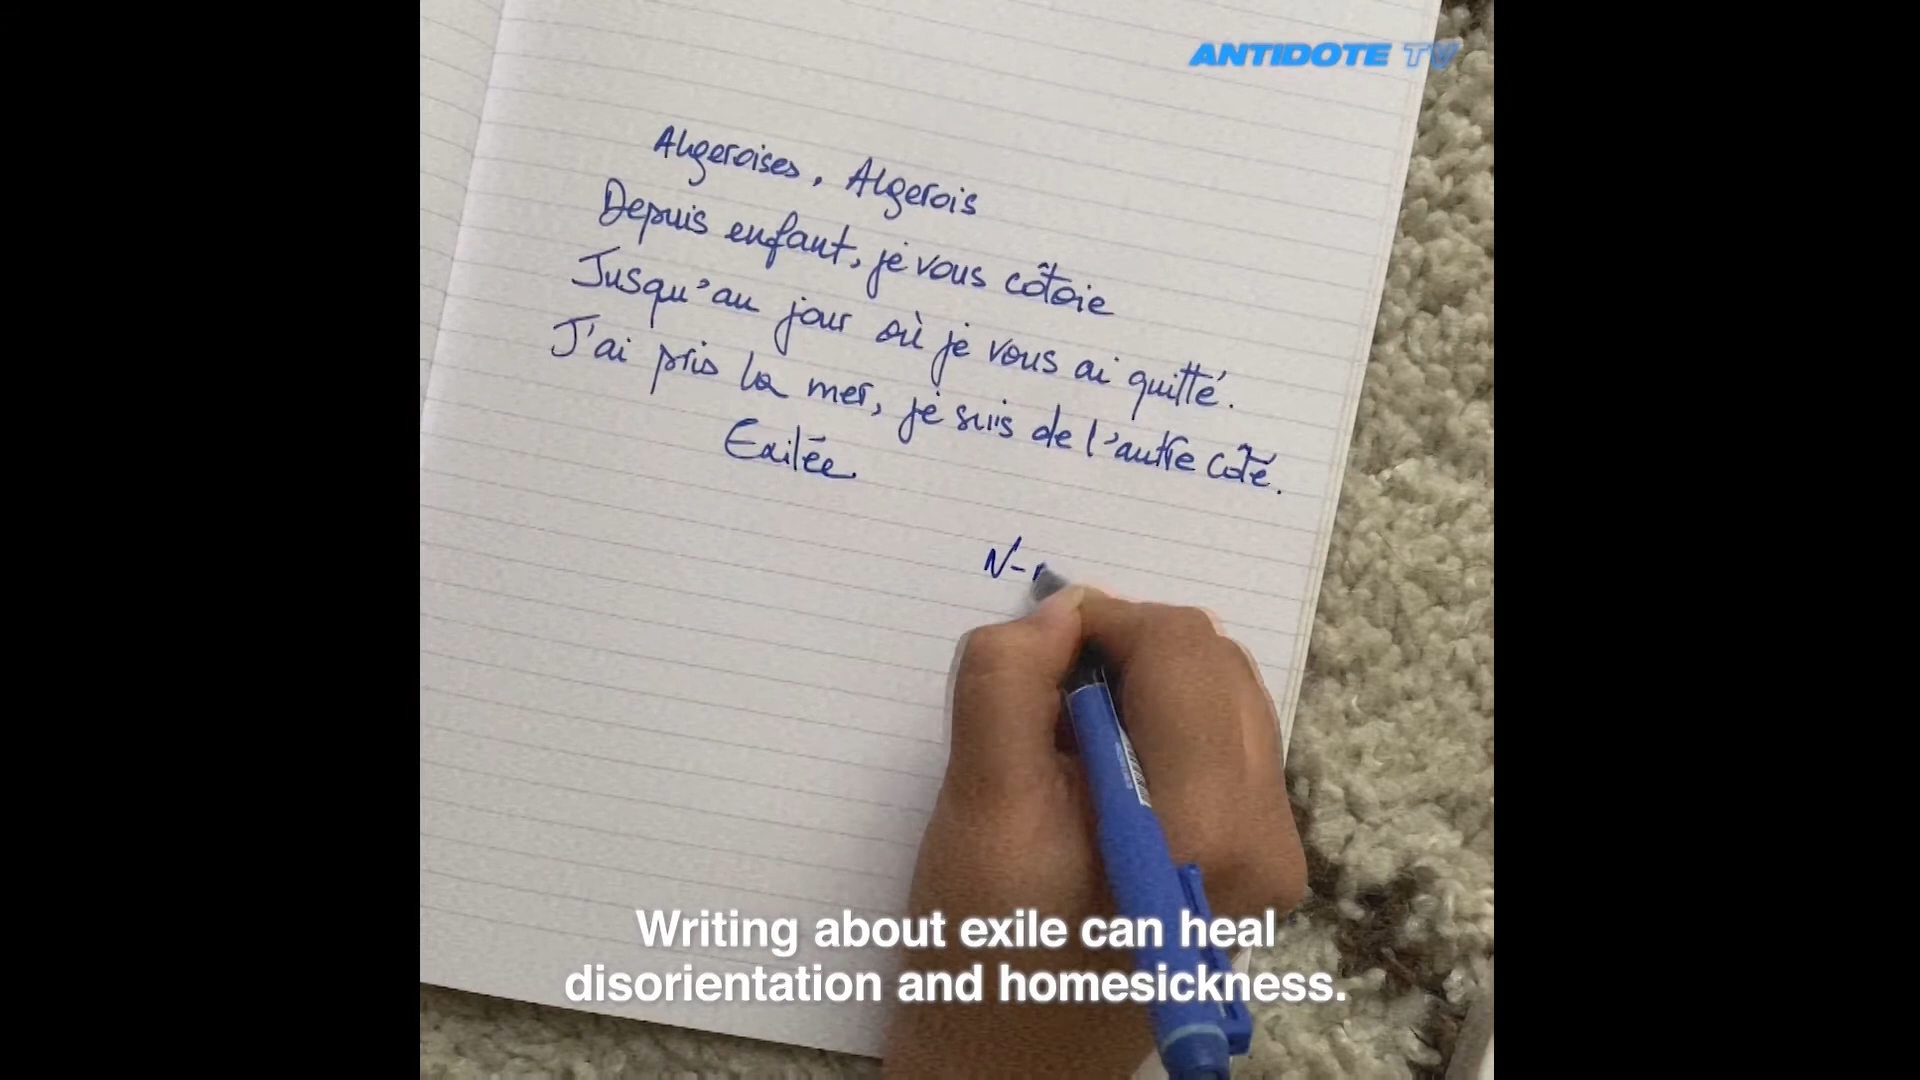 ANTIDOTE TV
Algeroises, Algerois
Depuis enfant, je vous côtoie
Jusqu'au jour où je vous ai quitté.
J'ai pris la mer, je suis de l'autre côté.
Exilée
N-
Writing about exile can heal
disorientation and homesickness.